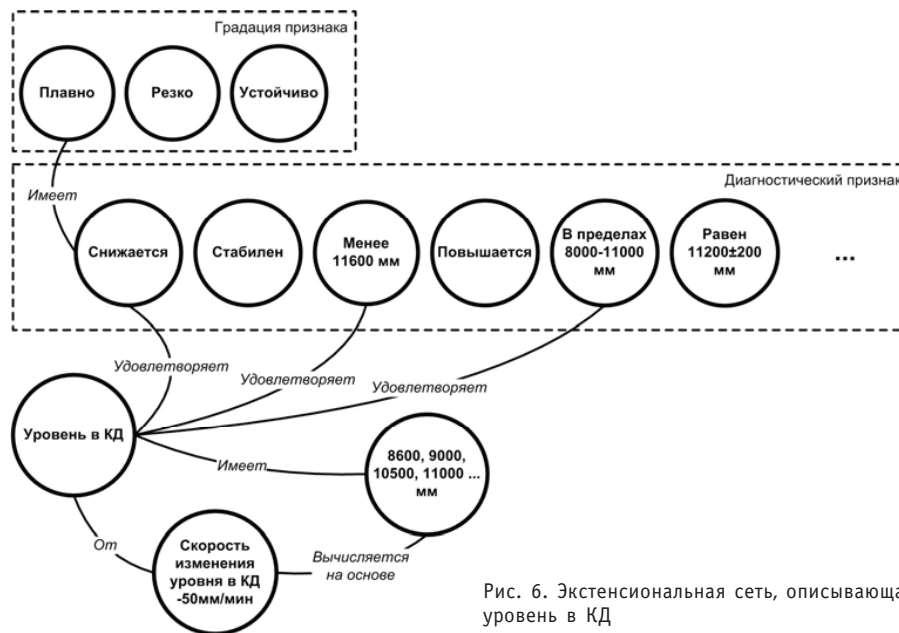 Градация признака
Плавно
Резко
Устойчиво
Имеет
Диагностический признак
Снижается
Стабилен
Менее
11600 мм
Повышается
В пределах
8000-11000
мм
Равен
11200±200
мм
...
Удовлетворяет
Удовлетворяет
Удовлетворяет
Уровень в КД
Имеет
8600, 9000,
10500, 11000 ...
мм
От
Скорость
изменения
уровня в КД
-50мм/мин
Вычисляется
на основе
Рис. 6. Экстенсиональная сеть, описывающа
уровень в КД